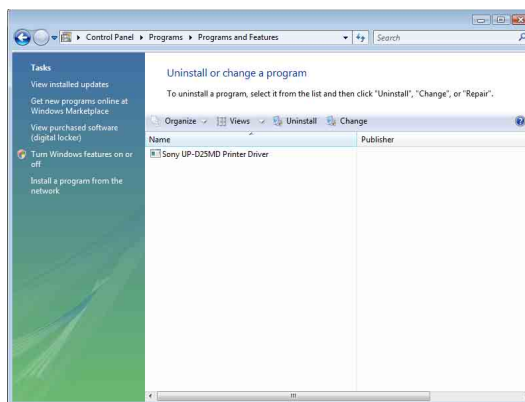 Control Panel ▸ Programs ▸ Programs and Features
Search
Tasks
View installed updates
Get new programs online at
Windows Marketplace
View purchased software
(digital locker)
Turn Windows features on or
off
Install a program from the
network
Uninstall or change a program
To uninstall a program, select it from the list and then click "Uninstall", "Change", or "Repair".
Organize Views Uninstall Change
Name Publisher
Sony UP-D25MD Printer Driver